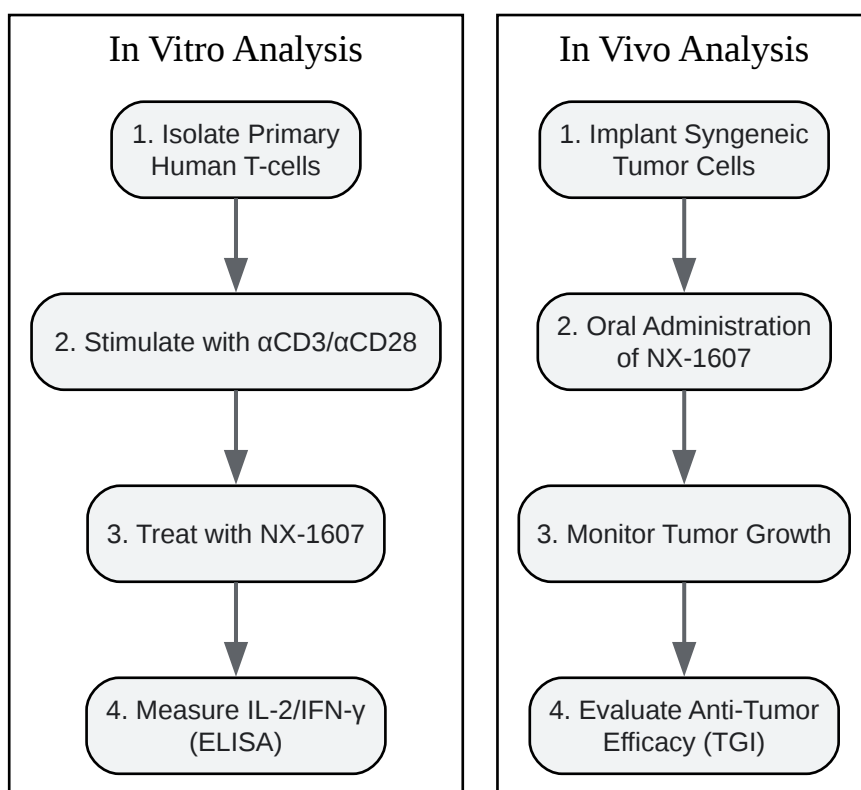 In Vitro Analysis
1. Isolate Primary
Human T-cells
2. Stimulate with αCD3/αCD28
3. Treat with NX-1607
4. Measure IL-2/IFN-γ
(ELISA)
In Vivo Analysis
1. Implant Syngeneic
Tumor Cells
2. Oral Administration
of NX-1607
3. Monitor Tumor Growth
4. Evaluate Anti-Tumor
Efficacy (TGI)